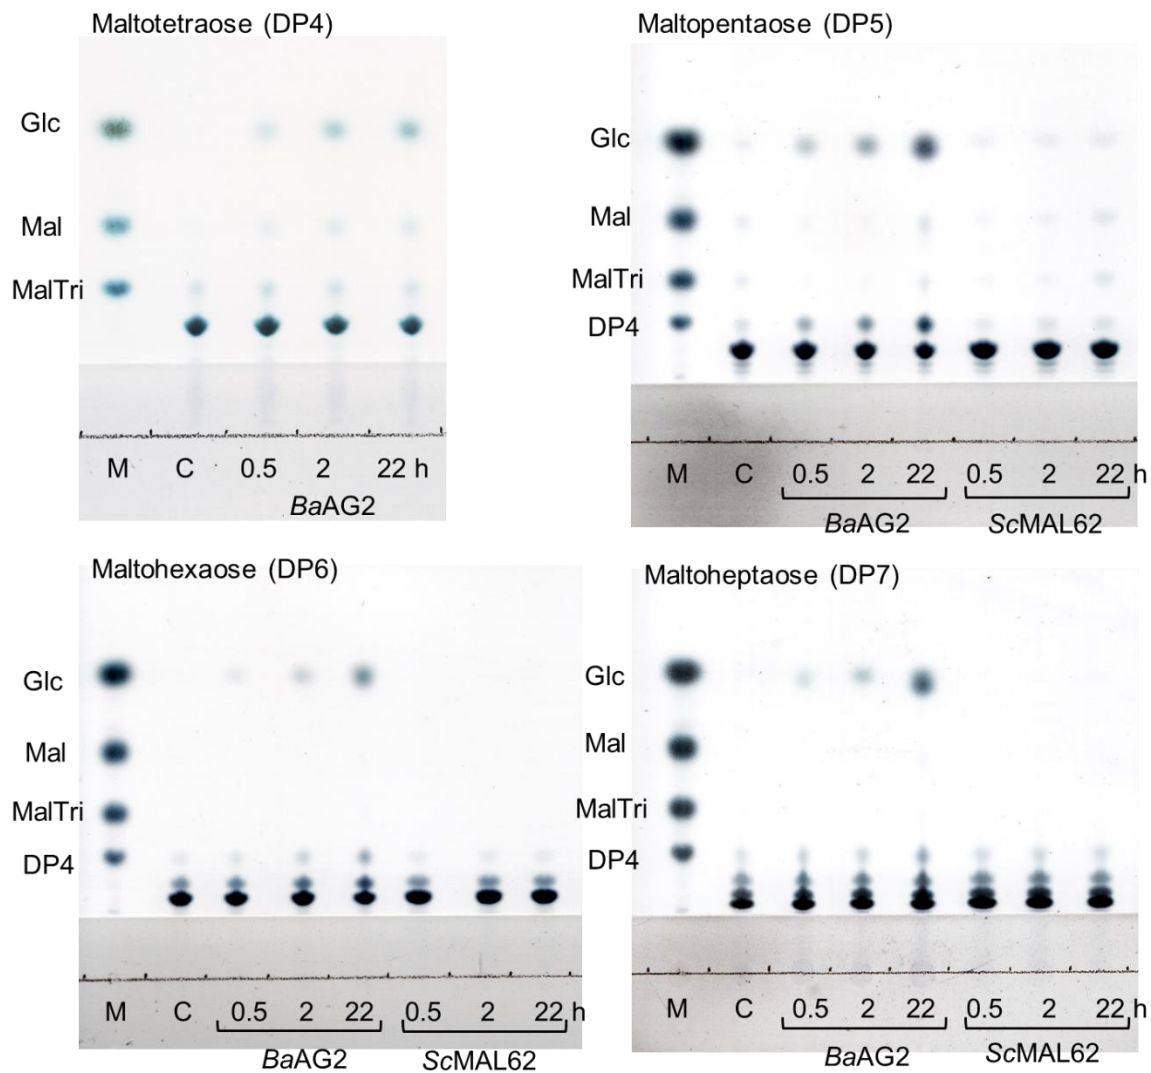 Maltotetraose (DP4)
Glc
Mal
MalTri
M C 0.5 2 22 h
BaAG2
Maltopentaose (DP5)
Glc
Mal
MalTri
DP4
M C 0.5 2 22 0.5 2 22 h
BaAG2 ScMAL62
Maltohexaose (DP6)
Glc
Mal
MalTri
DP4
M C 0.5 2 22 0.5 2 22 h
BaAG2 ScMAL62
Maltoheptaose (DP7)
Glc
Mal
MalTri
DP4
M C 0.5 2 22 0.5 2 22 h
BaAG2 ScMAL62